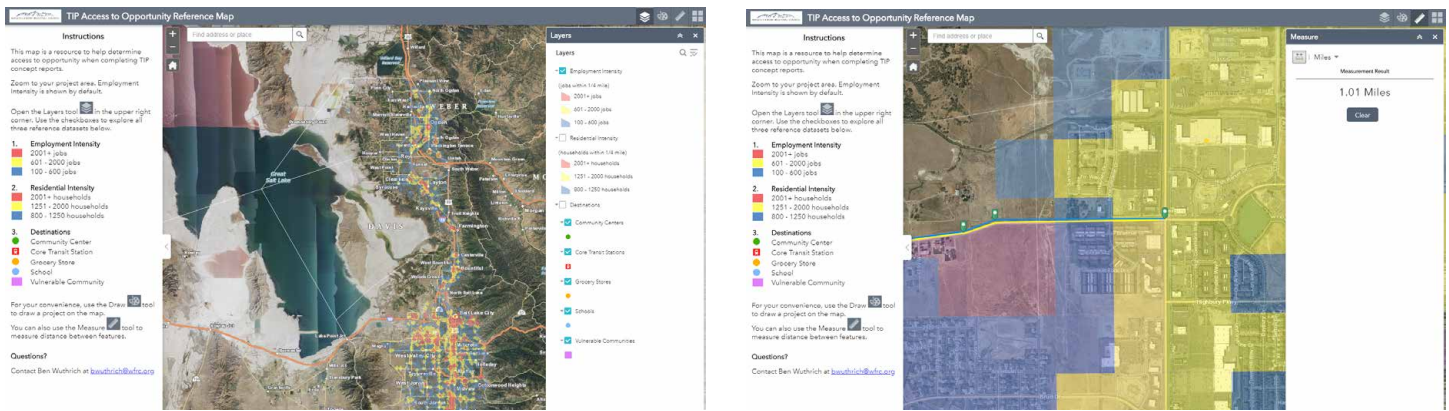 TIP Access to Opportunity Reference Map
Instructions
This map is a resource to help determine
access to opportunity when completing TIP
concept reports.
Zoom to your project area. Employment
Intensity is shown by default.
Open the Layers tool in the upper right
corner. Use the checkboxes to explore all
three reference datasets below.
1. Employment Intensity
2001+ jobs
601 - 2000 jobs
100 - 600 jobs
2. Residential Intensity
2001+ households
1251 - 2000 households
800 - 1250 households
3. Destinations
Community Center
Core Transit Station
Grocery Store
School
Vulnerable Community
For your convenience, use the Draw tool
to draw a project on the map.
You can also use the Measure tool to
measure distance between features.
Questions?
Contact Ben Wuthrich at bwuthrich@wfrc.org
+
Find address or place
−
WEBER
Great
Salt Lake
DAVIS
Layton
Kaysville
Farmington
Bountiful
North Salt Lake
Salt Lake City
Cottonwood Heights
Layers
Layers
Employment Intensity
(jobs within 1/4 mile)
2001+ jobs
601 - 2000 jobs
100 - 600 jobs
Residential Intensity
(households within 1/4 mile)
2001+ households
1251 - 2000 households
800 - 1250 households
Destinations
Community Centers
Core Transit Stations
Grocery Stores
Schools
Vulnerable Communities
TIP Access to Opportunity Reference Map
Instructions
This map is a resource to help determine
access to opportunity when completing TIP
concept reports.
Zoom to your project area. Employment
Intensity is shown by default.
Open the Layers tool in the upper right
corner. Use the checkboxes to explore all
three reference datasets below.
1. Employment Intensity
2001+ jobs
601 - 2000 jobs
100 - 600 jobs
2. Residential Intensity
2001+ households
1251 - 2000 households
800 - 1250 households
3. Destinations
Community Center
Core Transit Station
Grocery Store
School
Vulnerable Community
For your convenience, use the Draw tool
to draw a project on the map.
You can also use the Measure tool to
measure distance between features.
Questions?
Contact Ben Wuthrich at bwuthrich@wfrc.org
+
Find address or place
−
Measure
Miles
Measurement Result
1.01 Miles
Clear